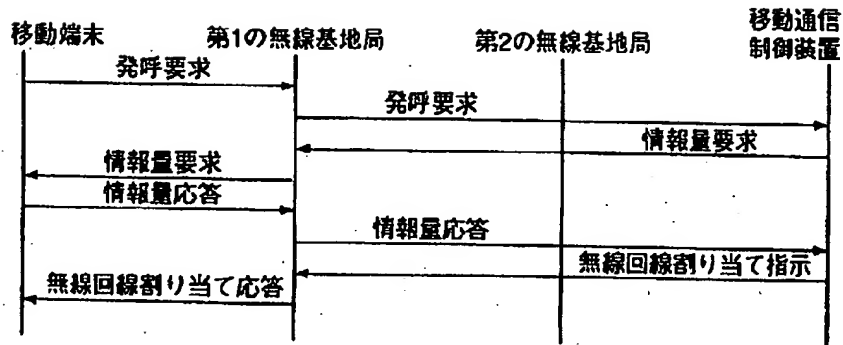 移動端末
第1の無線基地局
第2の無線基地局
移動通信
制御装置
発呼要求
発呼要求
情報量要求
情報量要求
情報量応答
情報量応答
無線回線割り当て指示
無線回線割り当て応答